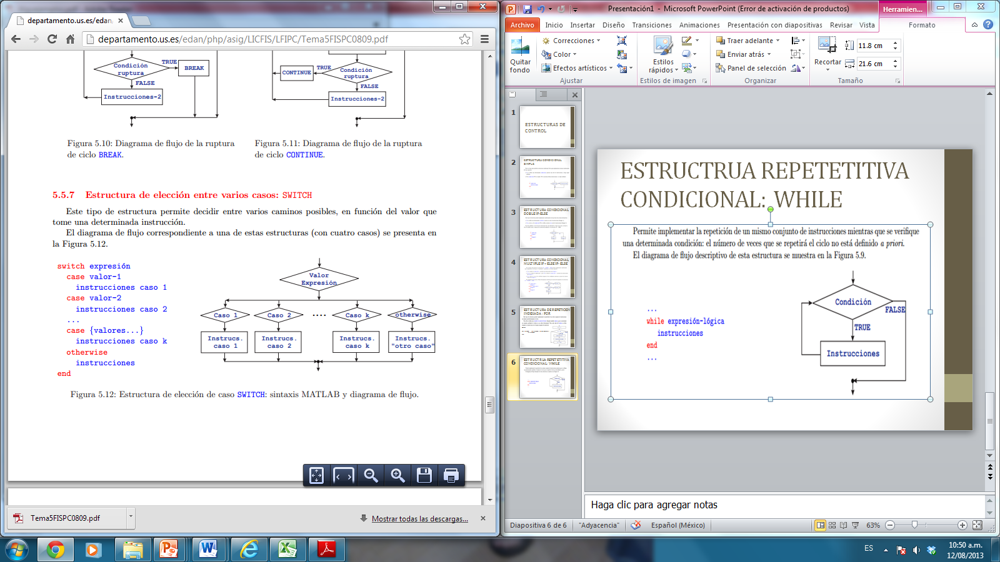 departamento.us.es/edan/
departamento.us.es/edan/php/asig/LICFIS/LFIPC/Tema5FISPC0809.pdf
Condición
ruptura
TRUE
BREAK
FALSE
Instrucciones-2
CONTINUE
TRUE
Condición
ruptura
FALSE
Instrucciones-2
Figura 5.10: Diagrama de flujo de la ruptura
de ciclo BREAK.
Figura 5.11: Diagrama de flujo de la ruptura
de ciclo CONTINUE.
5.5.7 Estructura de elección entre varios casos: SWITCH
Este tipo de estructura permite decidir entre varios caminos posibles, en función del valor que
tome una determinada instrucción.
El diagrama de flujo correspondiente a una de estas estructuras (con cuatro casos) se presenta en
la Figura 5.12.
switch expresión
case valor-1
instrucciones caso 1
case valor-2
instrucciones caso 2
...
case {valores...}
instrucciones caso k
otherwise
instrucciones
end
Valor
Expresión
Caso 1
Caso 2
....
Caso k
otherwise
Instrucs.
caso 1
Instrucs.
caso 2
Instrucs.
caso k
Instrucs.
"otro caso"
Figura 5.12: Estructura de elección de caso SWITCH: sintaxis MATLAB y diagrama de flujo.
Tema5FISPC0809.pdf
Mostrar todas las descargas...
Presentación1 - Microsoft PowerPoint (Error de activación de productos)
Herramien...
Archivo
Inicio
Insertar
Diseño
Transiciones
Animaciones
Presentación con diapositivas
Revisar
Vista
Formato
Quitar
fondo
Correcciones
Color
Efectos artísticos
Ajustar
Estilos
rápidos
Estilos de imagen
Traer adelante
Enviar atrás
Panel de selección
Organizar
Recortar
11.8 cm
21.6 cm
Tamaño
1
ESTRUCTURAS DE
CONTROL
2
ESTRUCTURA CONDICIONAL
SIMPLE
3
ESTRUCTURA CONDICIONAL
DOBLE IF-ELSE
4
ESTRUCTURA CONDICIONAL
MULTIPLE IF – ELSE IF- ELSE
5
ESTRUCTURA DE REPETICION
INDEXADA: FOR
6
ESTRUCTRUA REPETETITIVA
CONDICIONAL: WHILE
ESTRUCTRUA REPETETITIVA
CONDICIONAL: WHILE
Permite implementar la repetición de un mismo conjunto de instrucciones mientras que se verifique
una determinada condición: el número de veces que se repetirá el ciclo no está definido a priori.
El diagrama de flujo descriptivo de esta estructura se muestra en la Figura 5.9.
...
while expresión-lógica
instrucciones
end
...
Condición
FALSE
TRUE
Instrucciones
Haga clic para agregar notas
Diapositiva 6 de 6
"Adyacencia"
Español (México)
63%
ES
10:50 a.m.
12/08/2013